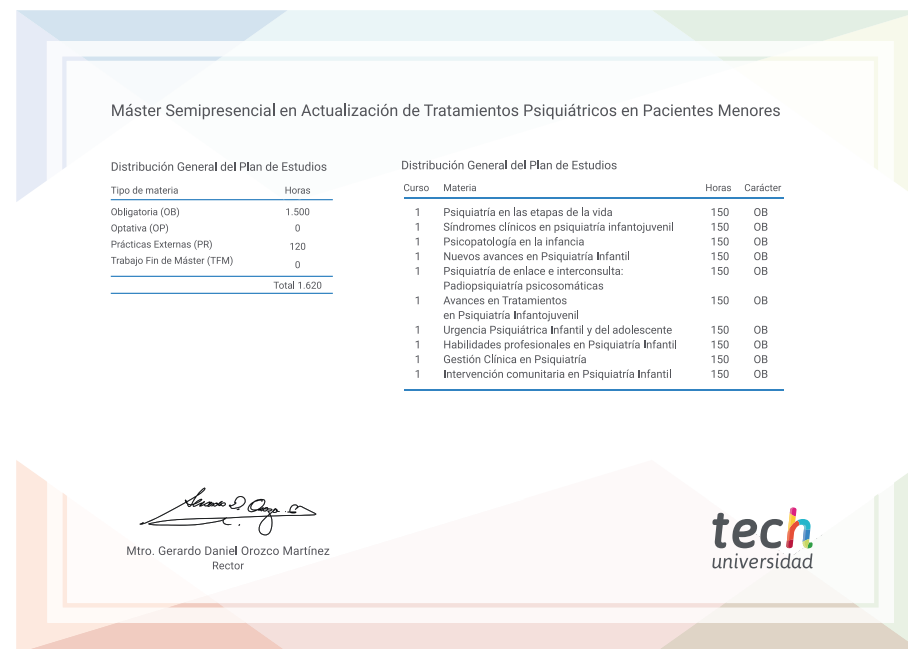 Máster Semipresencial en Actualización de Tratamientos Psiquiátricos en Pacientes Menores
Distribución General del Plan de Estudios
Tipo de materia Horas
Obligatoria (OB) 1.500
Optativa (OP) 0
Prácticas Externas (PR) 120
Trabajo Fin de Máster (TFM) 0
Total 1.620
Distribución General del Plan de Estudios
Curso Materia Horas Carácter
1 Psiquiatría en las etapas de la vida 150 OB
1 Síndromes clínicos en psiquiatría infantojuvenil 150 OB
1 Psicopatología en la infancia 150 OB
1 Nuevos avances en Psiquiatría Infantil 150 OB
1 Psiquiatría de enlace e interconsulta: 150 OB
Padiopsiquiatría psicosomáticas
1 Avances en Tratamientos 150 OB
en Psiquiatría Infantojuvenil
1 Urgencia Psiquiátrica Infantil y del adolescente 150 OB
1 Habilidades profesionales en Psiquiatría Infantil 150 OB
1 Gestión Clínica en Psiquiatría 150 OB
1 Intervención comunitaria en Psiquiatría Infantil 150 OB
Mtro. Gerardo Daniel Orozco Martínez
Rector
tech
universidad